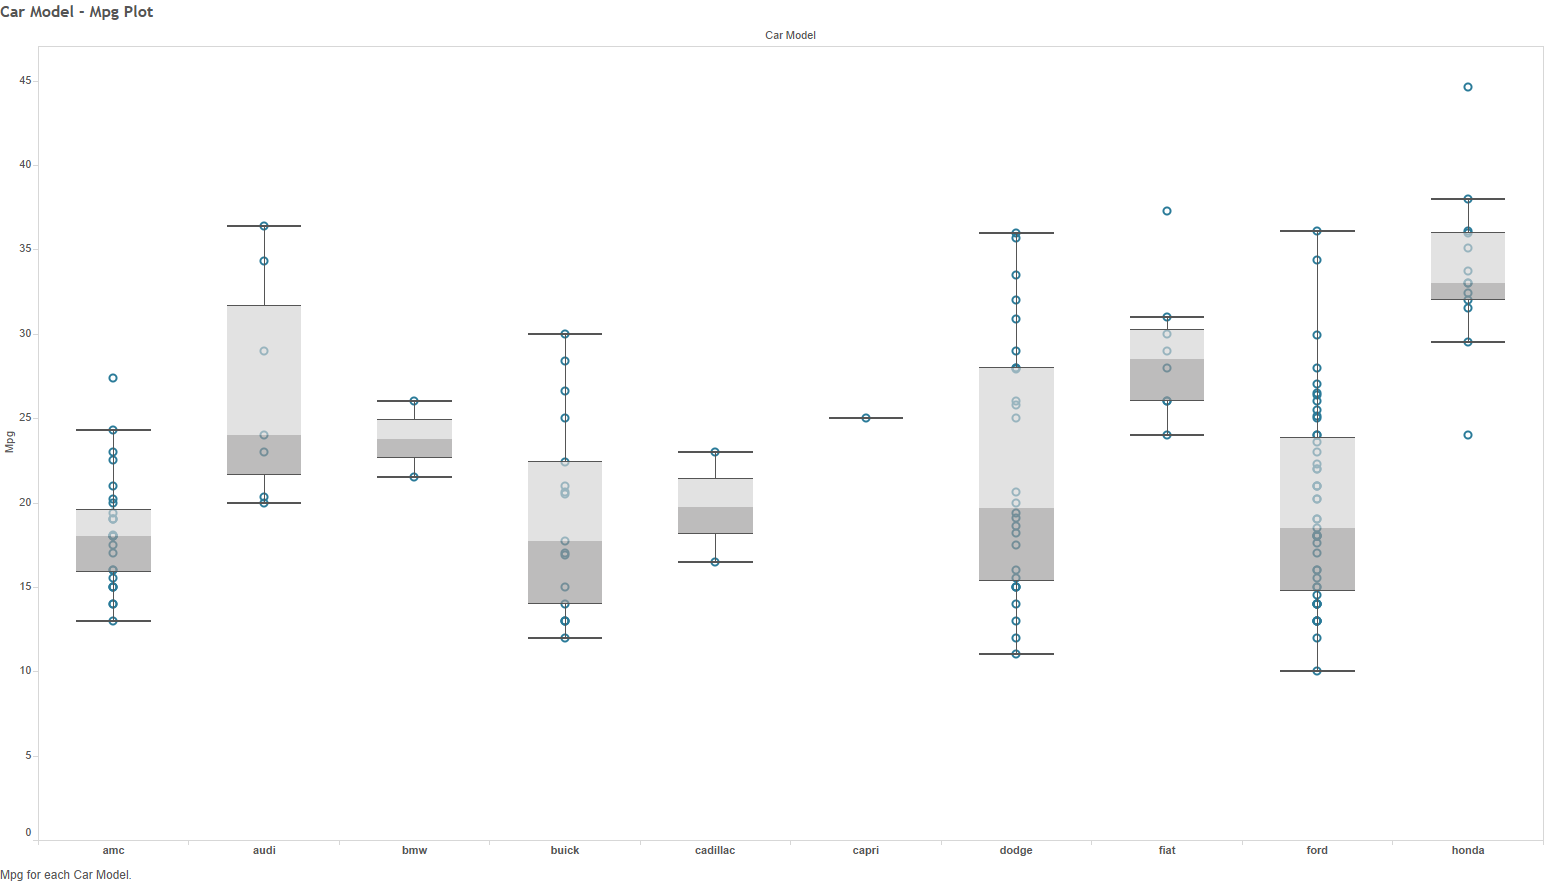 Car Model - Mpg Plot
Car Model
45
40
35
30
25
Mpg
20
15
10
5
0
amc audi bmw buick cadillac capri dodge fiat ford honda
Mpg for each Car Model.